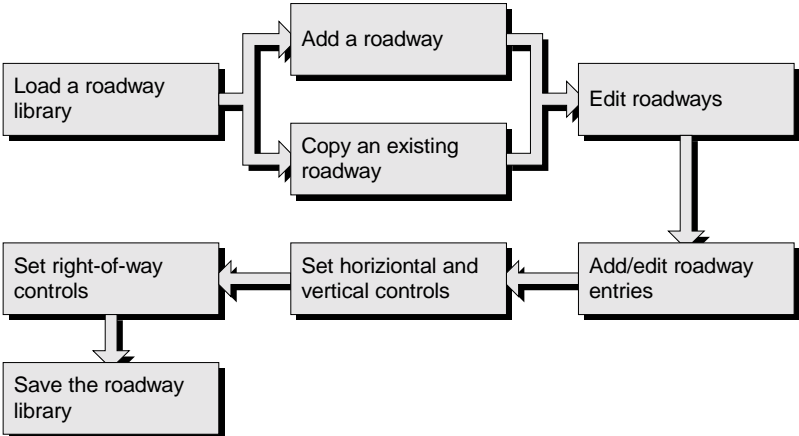 Add a roadway
Load a roadway
library
Edit roadways
Copy an existing
roadway
Set right-of-way
controls
Set horiziontal and
vertical controls
Add/edit roadway
entries
Save the roadway
library